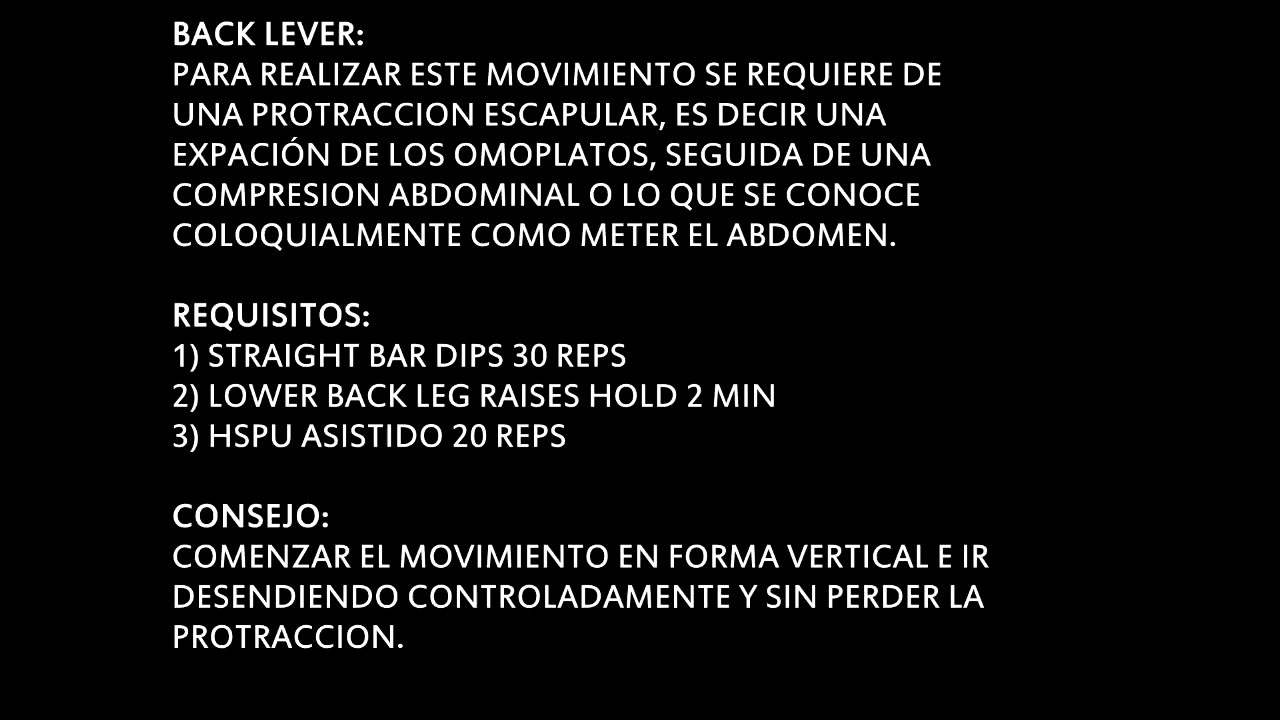 BACK LEVER:
PARA REALIZAR ESTE MOVIMIENTO SE REQUIERE DE
UNA PROTRACCION ESCAPULAR, ES DECIR UNA
EXPACIÓN DE LOS OMOPLATOS, SEGUIDA DE UNA
COMPRESION ABDOMINAL O LO QUE SE CONOCE
COLOQUIALMENTE COMO METER EL ABDOMEN.
REQUISITOS:
1) STRAIGHT BAR DIPS 30 REPS
2) LOWER BACK LEG RAISES HOLD 2 MIN
3) HSPU ASISTIDO 20 REPS
CONSEJO:
COMENZAR EL MOVIMIENTO EN FORMA VERTICAL E IR
DESENDIENDO CONTROLADAMENTE Y SIN PERDER LA
PROTRACCION.